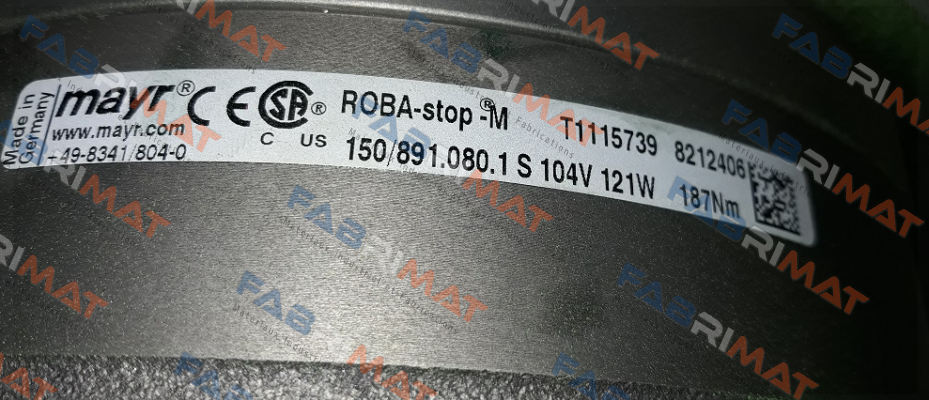 Made in
Germany
mayr® CE SA®
C US
www.mayr.com
+49-8341/804-0
ROBA-stop®-M T1115739 8212406
150/891.080.1 S 104V 121W 187Nm
FABRIMAT